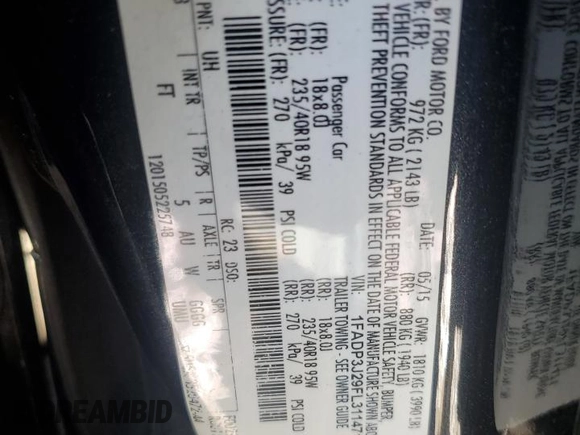 . BY FORD MOTOR CO.
DATE: 05/15 GVWR: 1810 KG ( 3990 LB)
R: (FR) 972 KG ( 2143 LB) (RR): 880 KG ( 1940 LB)
VEHICLE CONFORMS TO ALL APPLICABLE FEDERAL MOTOR VEHICLE SAFETY, BUMPER,
THEFT PREVENTION STANDARDS IN EFFECT ON THE DATE OF MANUFACTURE SHOWN ABO
VIN: 1FADP3J29FL31147
Passenger Car TRAILER TOWING - SEE OWNER GUIDE
(FR): 18x8.0J (RR): 18x8.0J
(FR): 235/40R18 95W (RR): 235/40R18 95W
SSURE: (FR): 270 kPa/ 39 PSI COLD (RR): 270 kPa/ 39 PSI COLD
PNT: UH RC: 23 DSO:
INT TR TP/PS R AXLE TR SPR
FT 5 AU W GGBG
1201505225748
DREAMBID